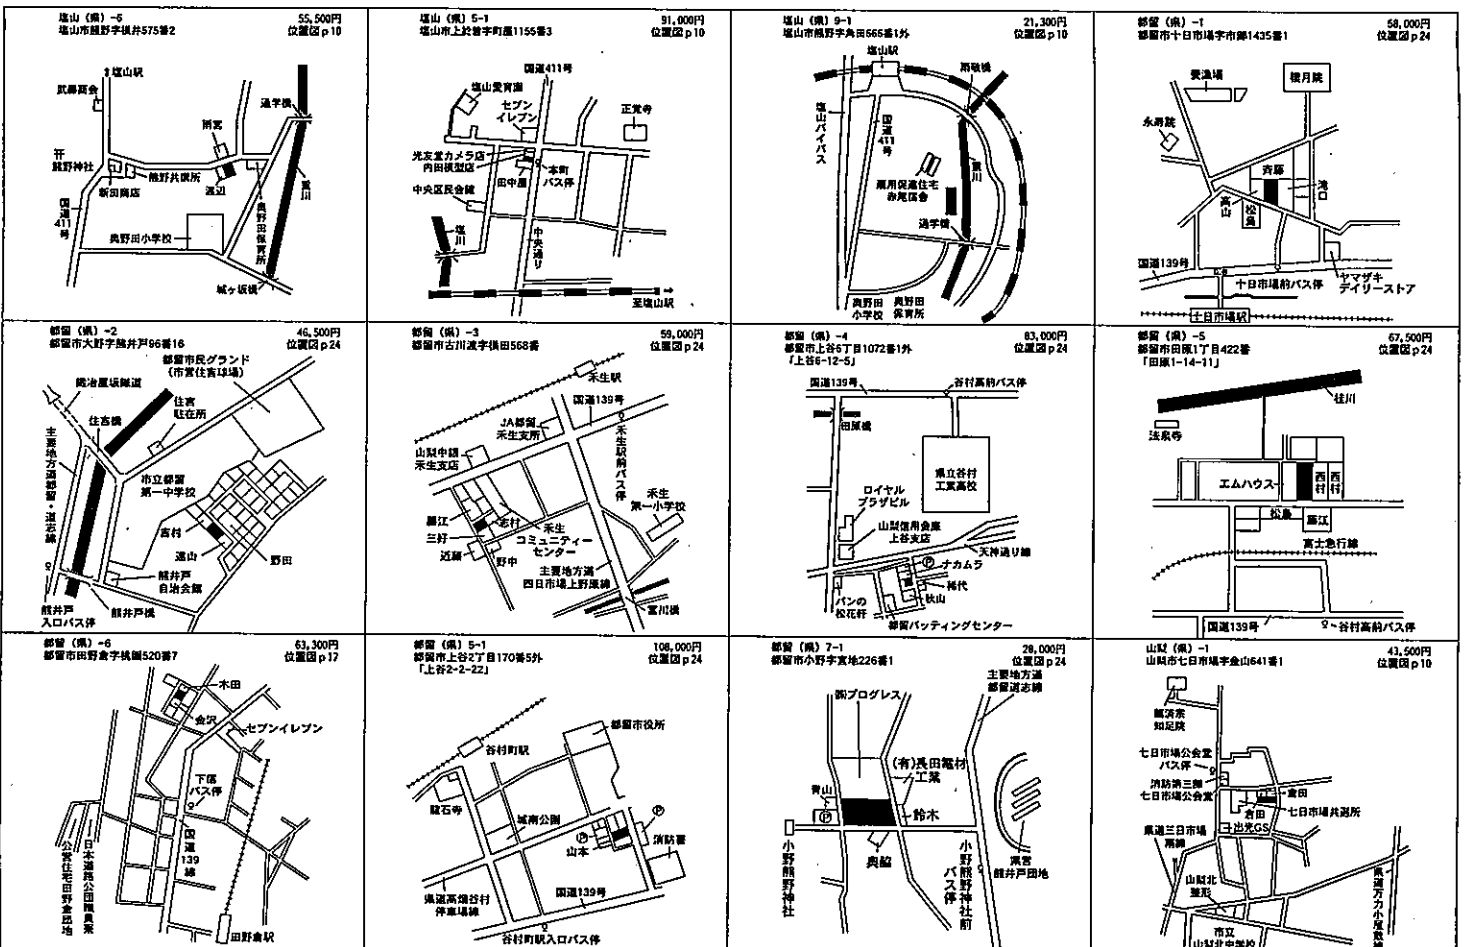 塩山（県）-6
55,500円
塩山市熊野字横井575番2
位置図p10
塩山駅
武藤商会
通学橋
雨宮
熊野神社
新田商店
熊野共選所
渡辺
重川
国道411号
奥野田小学校
奥野田保育所
城ヶ坂橋
塩山（県）5-1
91,000円
塩山市上於曽字町屋1155番3
位置図p10
国道411号
塩山愛育園
セブン
イレブン
正覚寺
光友堂カメラ店
内田模型店
田中屋
本町
バス停
中央区民会館
塩川
中央通り
至塩山駅
塩山（県）9-1
21,300円
塩山市熊野字角田666番1外
位置図p10
塩山駅
雨敬橋
塩山バイパス
国道411号
雇用促進住宅
赤尾宿舎
重川
通学橋
奥野田
小学校
奥野田
保育所
都留（県）-1
58,000円
都留市十日市場字市郷1435番1
位置図p24
養漁場
桂月院
永寿院
斉藤
滝口
高山
松島
国道139号
十日市場前バス停
ヤマザキ
デイリーストア
十日市場駅
都留（県）-2
46,500円
都留市大野字熊井戸96番16
位置図p24
都留市民グランド
（市営住吉球場）
鍛冶屋坂隧道
住吉
駐在所
住吉橋
主要地方道都留・道志線
市立都留
第一中学校
吉村
遠山
野田
熊井戸
自治会館
熊井戸
入口バス停
熊井戸橋
都留（県）-3
59,000円
都留市古川渡字横田568番
位置図p24
禾生駅
国道139号
JA都留
禾生支所
山梨中銀
禾生支店
禾生駅前バス停
禾生
第一小学校
藤江
志村
三好
近藤
野中
禾生
コミュニティー
センター
主要地方道
四日市場上野原線
宮川橋
都留（県）-4
83,000円
都留市上谷6丁目1072番1外
位置図p24
「上谷6-12-5」
国道139号
谷村高前バス停
田原橋
県立谷村
工業高校
ロイヤル
プラザビル
山梨信用金庫
上谷支店
天神通り線
ナカムラ
稀代
秋山
パンの
松花軒
都留バッティングセンター
都留（県）-5
67,500円
都留市田原1丁目422番
位置図p24
「田原1-14-11」
桂川
法泉寺
エムハウス
西村
西村
松島
藤江
富士急行線
国道139号
谷村高前バス停
都留（県）-6
63,300円
都留市田野倉字桃園520番7
位置図p17
木田
金沢
セブンイレブン
下宿
バス停
国道139線
日本道路公団職員寮
公営住宅田野倉団地
田野倉駅
都留（県）5-1
108,000円
都留市上谷2丁目170番5外
位置図p24
「上谷2-2-22」
都留市役所
谷村町駅
龍石寺
城南公園
山本
消防署
県道高畑谷村
停車場線
国道139号
谷村町駅入口バス停
都留（県）7-1
28,000円
都留市小野字宮地226番1
位置図p24
主要地方道
都留道志線
㈱プログレス
(有)長田電材
工業
青山
鈴木
奥脇
小野熊野神社
小野熊野神社前
バス停
県営
熊井戸団地
山梨（県）-1
43,500円
山梨市七日市場字金山641番1
位置図p10
知足院
七日市場公会堂
バス停
消防第三部
七日市場公会堂
倉田
倉田
七日市場共選所
出光GS
県道三日市場
南線
山梨北
整形
市立
山梨北中学校